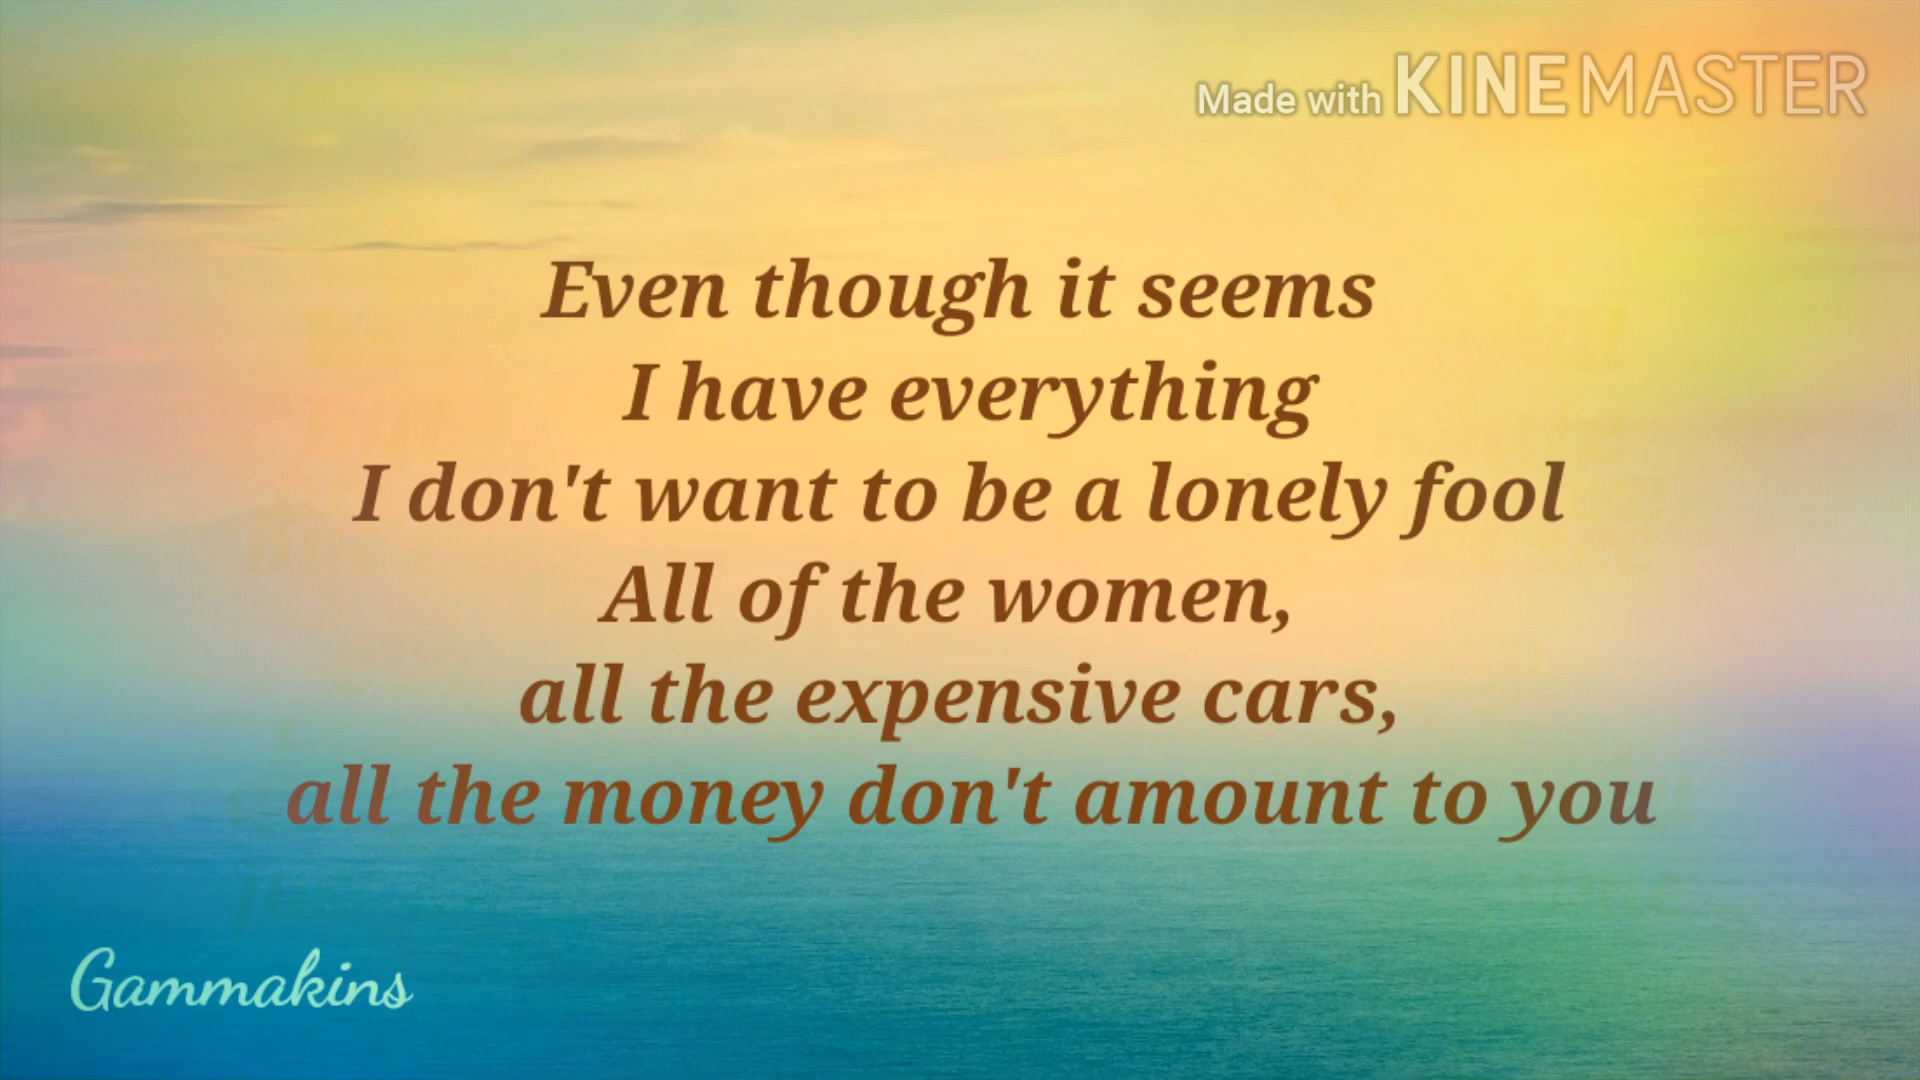 Made with KINEMASTER
Even though it seems
I have everything
I don't want to be a lonely fool
All of the women,
all the expensive cars,
all the money don't amount to you
Gammakins